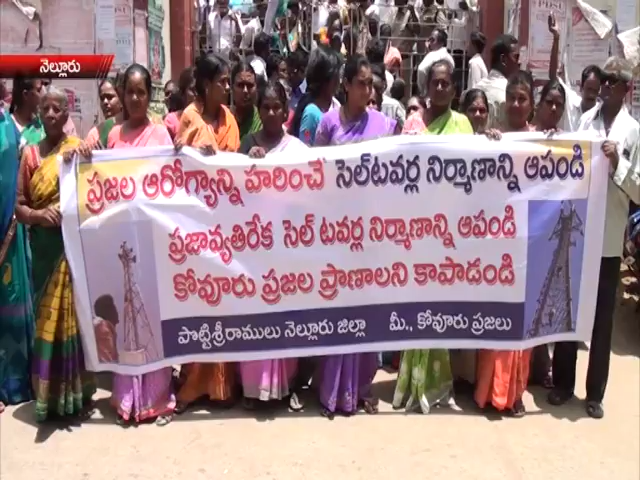 నెల్లూరు
ప్రజల ఆరోగ్యాన్ని హరించే సెల్‌టవర్ల నిర్మాణాన్ని ఆపండి
ప్రజావ్యతిరేక సెల్ టవర్ల నిర్మాణాన్ని ఆపండి
కోవూరు ప్రజల ప్రాణాలని కాపాడండి
పొట్టిశ్రీరాములు నెల్లూరు జిల్లా మీ., కోవూరు ప్రజలు